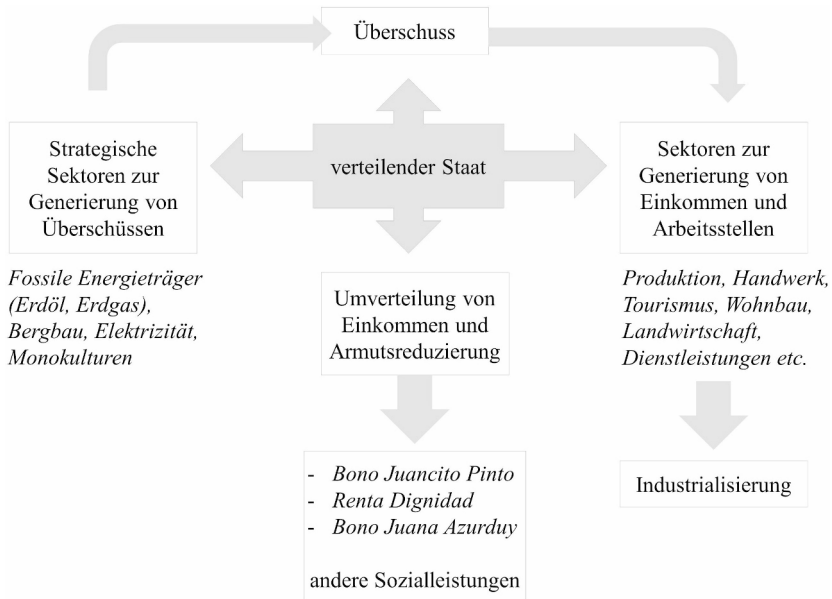 Überschuss
Strategische
Sektoren zur
Generierung von
Überschüssen
verteilender Staat
Sektoren zur
Generierung von
Einkommen und
Arbeitsstellen
Fossile Energieträger
(Erdöl, Erdgas),
Bergbau, Elektrizität,
Monokulturen
Umverteilung von
Einkommen und
Armutsreduzierung
Produktion, Handwerk,
Tourismus, Wohnbau,
Landwirtschaft,
Dienstleistungen etc.
- Bono Juancito Pinto
- Renta Dignidad
- Bono Juana Azurduy
andere Sozialleistungen
Industrialisierung